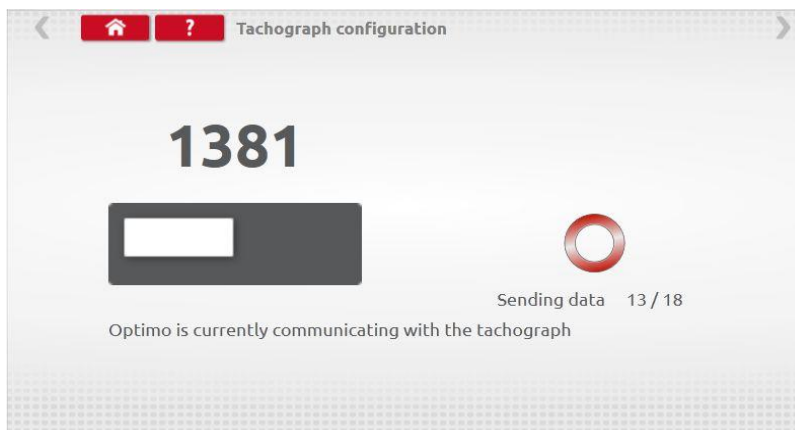 ? Tachograph configuration
1381
Sending data 13 / 18
Optimo is currently communicating with the tachograph